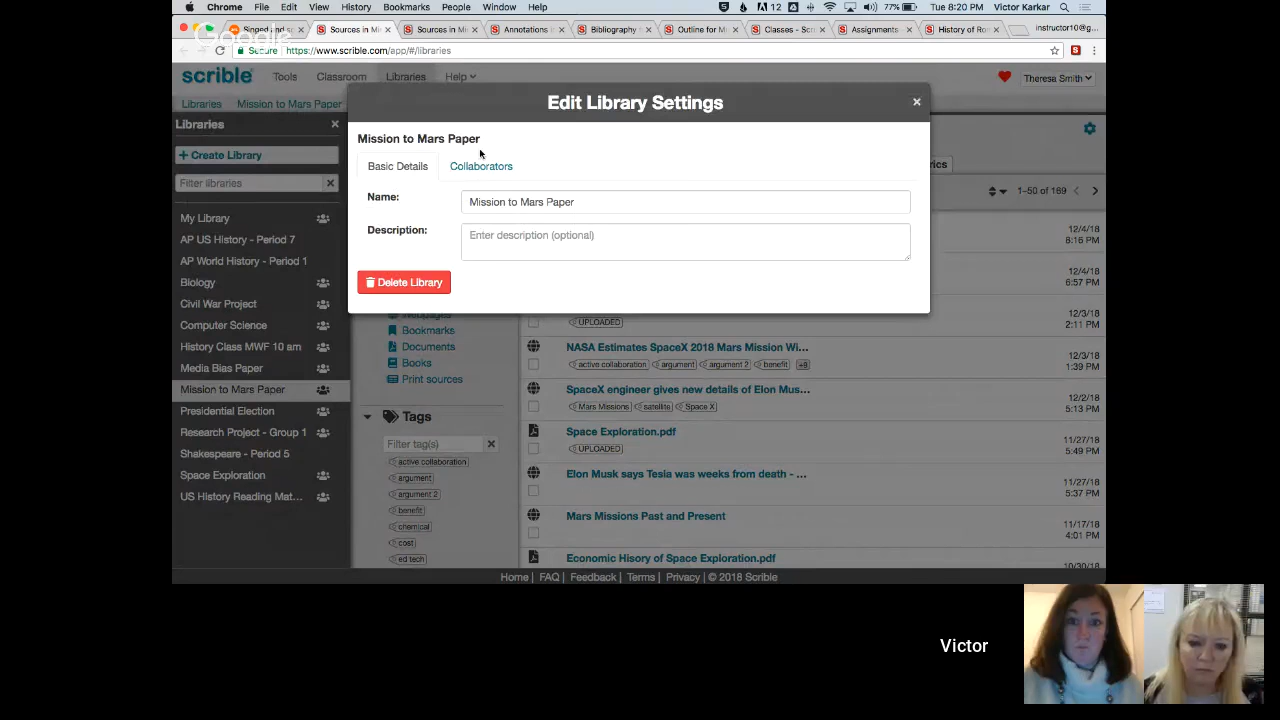 Chrome File Edit View History Bookmarks People Window Help 12 77% Tue 8:20 PM Victor Karkar
Google
Sources in Mi Sources in M Annotations i Bibliography Outline for M Classes - Scri Assignments History of Ro instructor10@g...
Secure https://www.scrible.com/app/#/libraries
scrible Tools Classroom Libraries Help Theresa Smith
Libraries Mission to Mars Paper
Libraries ×
+ Create Library
Filter libraries ×
My Library
AP US History - Period 7
AP World History - Period 1
Biology
Civil War Project
Computer Science
History Class MWF 10 am
Media Bias Paper
Mission to Mars Paper
Presidential Election
Research Project - Group 1
Shakespeare - Period 5
Space Exploration
US History Reading Mat...
Edit Library Settings ×
Mission to Mars Paper
Basic Details Collaborators
Name: Mission to Mars Paper
Description: Enter description (optional)
Delete Library
Bookmarks
Documents
Books
Print sources
Tags
Filter tag(s) ×
active collaboration
argument
argument 2
benefit
chemical
cost
ed tech
rics
1–50 of 169
12/4/18
8:16 PM
12/4/18
6:57 PM
UPLOADED
12/3/18
2:11 PM
NASA Estimates SpaceX 2018 Mars Mission Wi...
active collaboration argument argument 2 benefit
12/3/18
1:39 PM
SpaceX engineer gives new details of Elon Mus...
Mars Missions satellite Space X
12/2/18
5:13 PM
Space Exploration.pdf
UPLOADED
11/27/18
5:49 PM
Elon Musk says Tesla was weeks from death - ...
11/27/18
5:37 PM
Mars Missions Past and Present
11/17/18
4:01 PM
Economic Hisory of Space Exploration.pdf
10/30/18
Home | FAQ | Feedback | Terms | Privacy | © 2018 Scrible
Victor